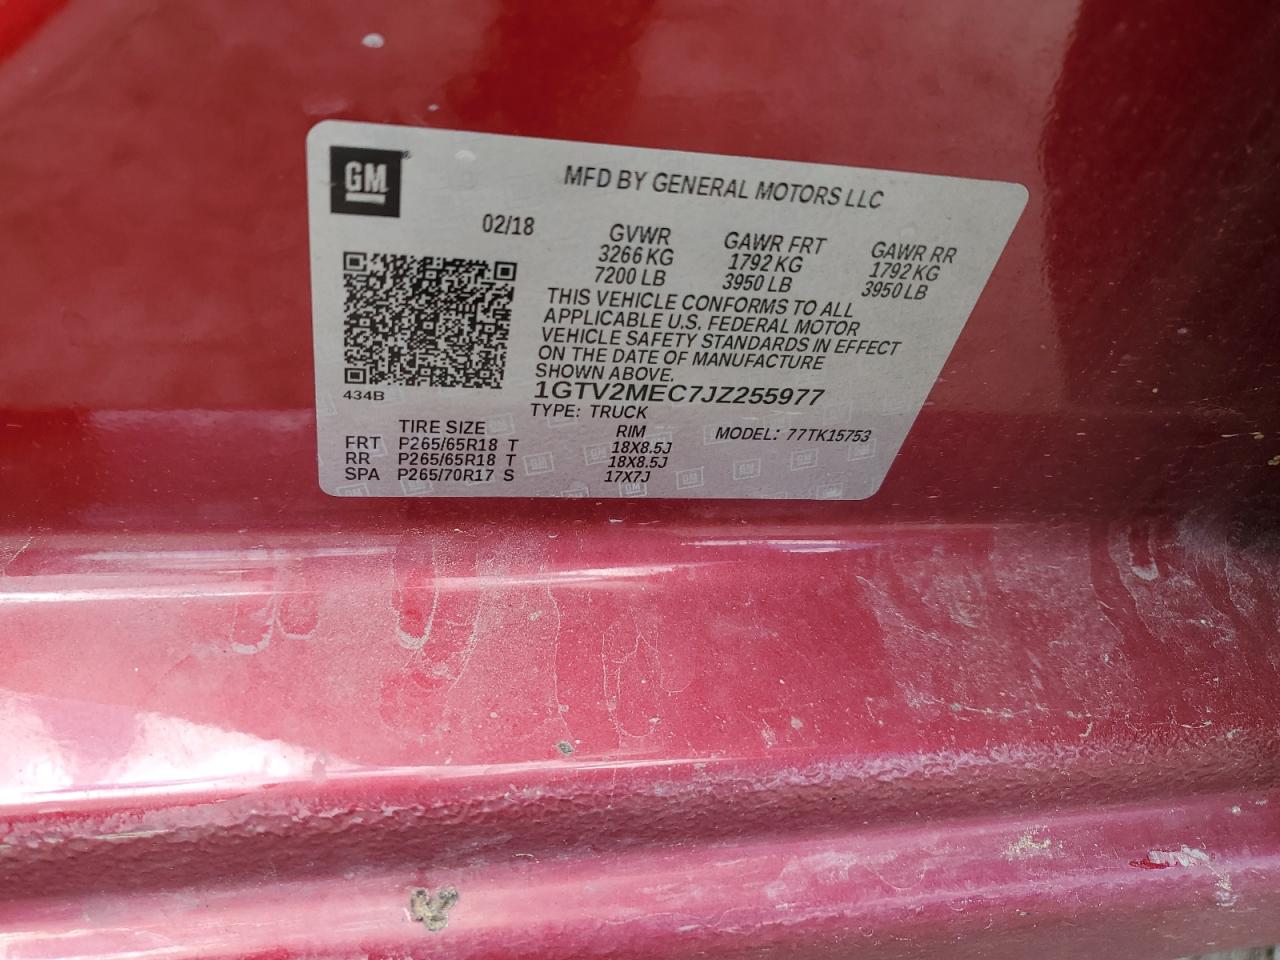 GM
MFD BY GENERAL MOTORS LLC
02/18 GVWR GAWR FRT GAWR RR
3266 KG 1792 KG 1792 KG
7200 LB 3950 LB 3950 LB
THIS VEHICLE CONFORMS TO ALL
APPLICABLE U.S. FEDERAL MOTOR
VEHICLE SAFETY STANDARDS IN EFFECT
ON THE DATE OF MANUFACTURE
SHOWN ABOVE.
434B
1GTV2MEC7JZ255977
TYPE: TRUCK
TIRE SIZE RIM MODEL: 77TK15753
FRT P265/65R18 T 18X8.5J
RR P265/65R18 T 18X8.5J
SPA P265/70R17 S 17X7J